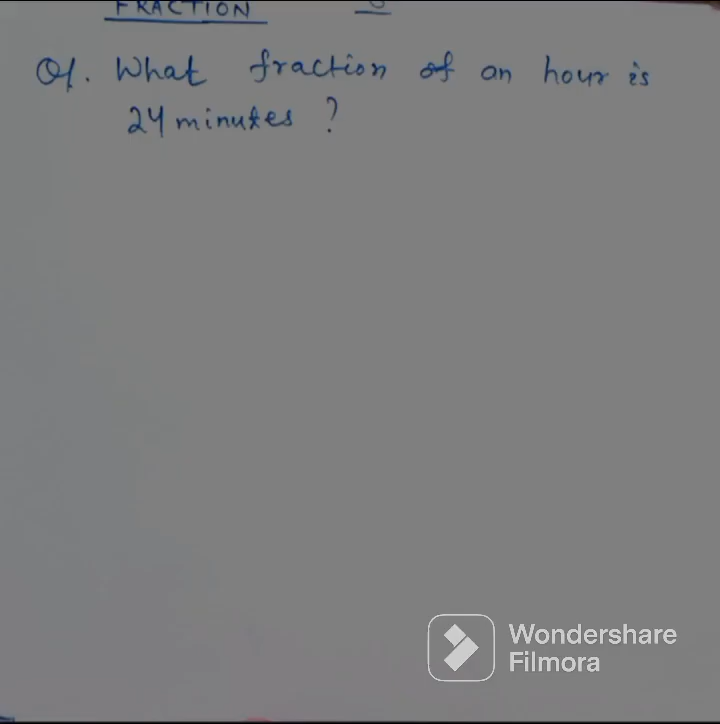 FRACTION
Q1. What fraction of an hour is
24 minutes ?
Wondershare
Filmora